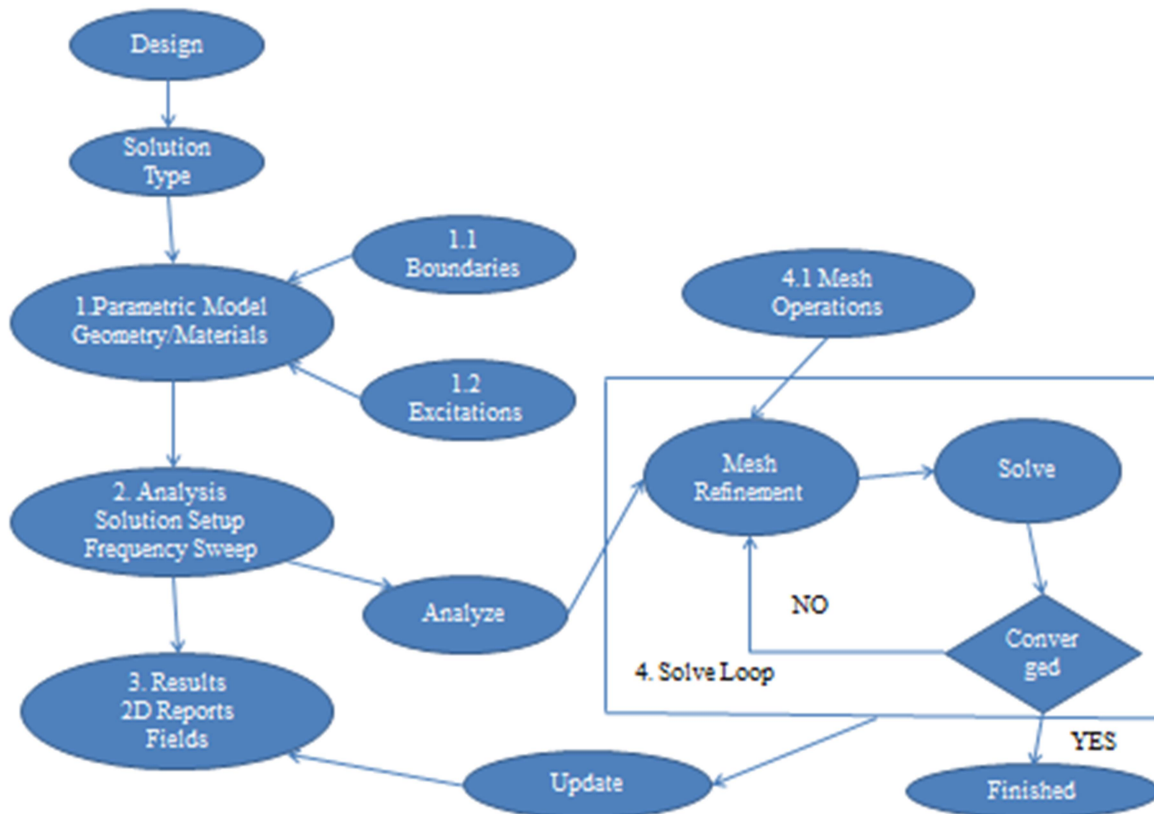 Design
Solution
Type
1.1
Boundaries
1.Parametric Model
Geometry/Materials
1.2
Excitations
4.1 Mesh
Operations
Mesh
Refinement
Solve
2. Analysis
Solution Setup
Frequency Sweep
Analyze
NO
Conver
ged
4. Solve Loop
3. Results
2D Reports
Fields
YES
Update
Finished